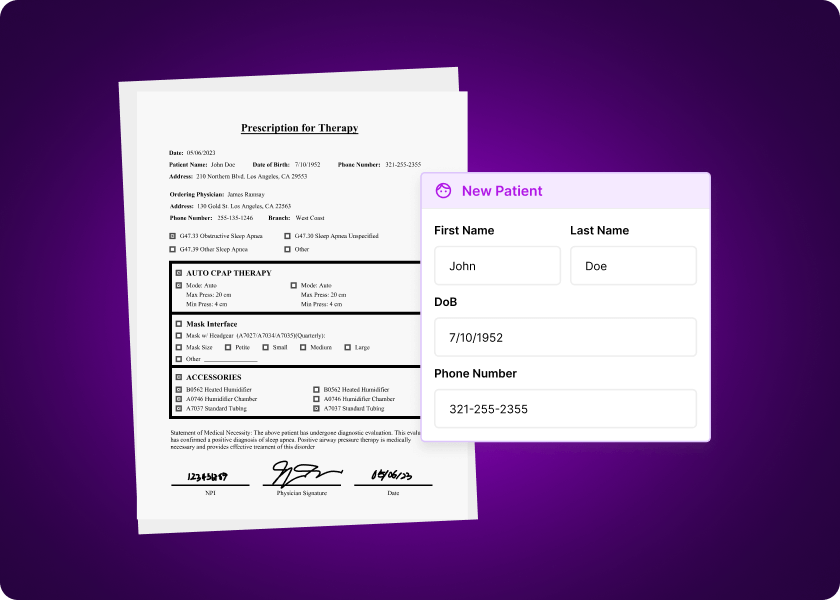 Prescription for Therapy
Date: 05/06/2023
Patient Name: John Doe Date of Birth: 7/10/1952 Phone Number: 321-255-2355
Address: 210 Northern Blvd, Los Angeles, CA 29553
Ordering Physician: James Ramsay
Address: 130 Gold St. Los Angeles, CA 22563
Phone Number: 255-135-1246 Branch: West Coast
G47.33 Obstructive Sleep Apnea G47.30 Sleep Apnea Unspecified
G47.39 Other Sleep Apnea Other
AUTO CPAP THERAPY
Mode: Auto Mode: Auto
Max Press: 20 cm Max Press: 20 cm
Min Press: 4 cm Min Press: 4 cm
Mask Interface
Mask w/ Headgear (A7027/A7034/A7035)(Quarterly):
Mask Size Petite Small Medium Large
Other
ACCESSORIES
B0562 Heated Humidifier B0562 Heated Humidifier
A0746 Humidifier Chamber A0746 Humidifier Chamber
A7037 Standard Tubing A7037 Standard Tubing
Statement of Medical Necessity: The above patient has undergone diagnostic evaluation. This evalu
has confirmed a positive diagnosis of sleep apnea. Positive airway pressure therapy is medically
necessary and provides effective treatment of this disorder
05/06/23
NPI Physician Signature Date
New Patient
First Name Last Name
John Doe
DoB
7/10/1952
Phone Number
321-255-2355